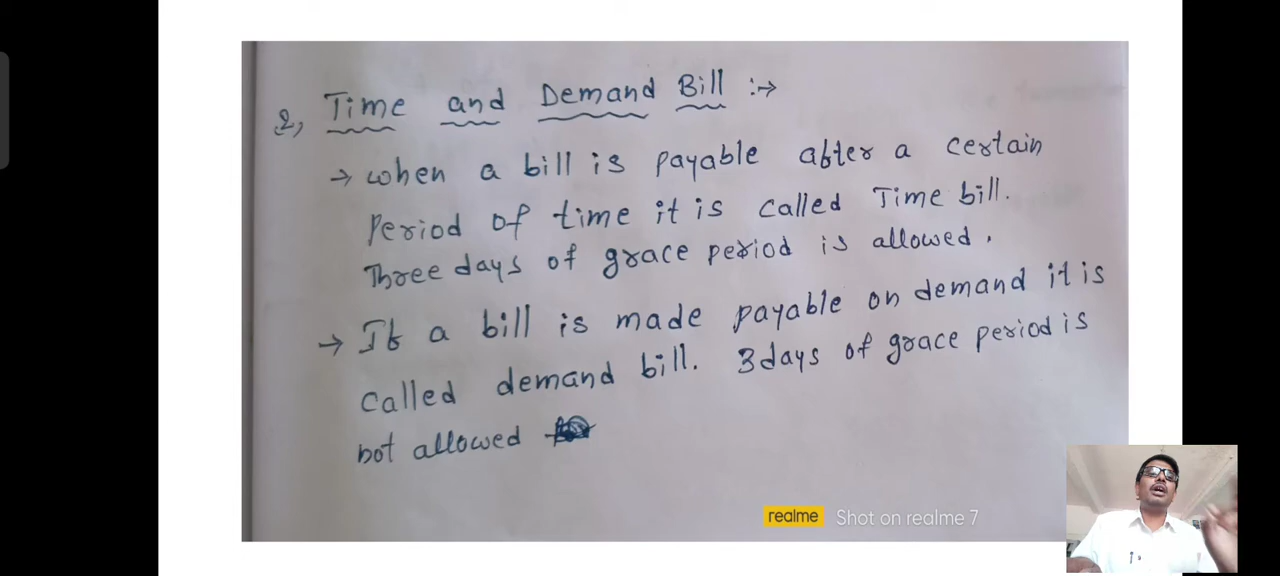 2, Time and Demand Bill :→
→ When a bill is payable after a certain
Period of time it is called Time bill.
Three days of grace period is allowed.
→ If a bill is made payable on demand it is
called demand bill. 3 days of grace period is
not allowed
realme Shot on realme 7